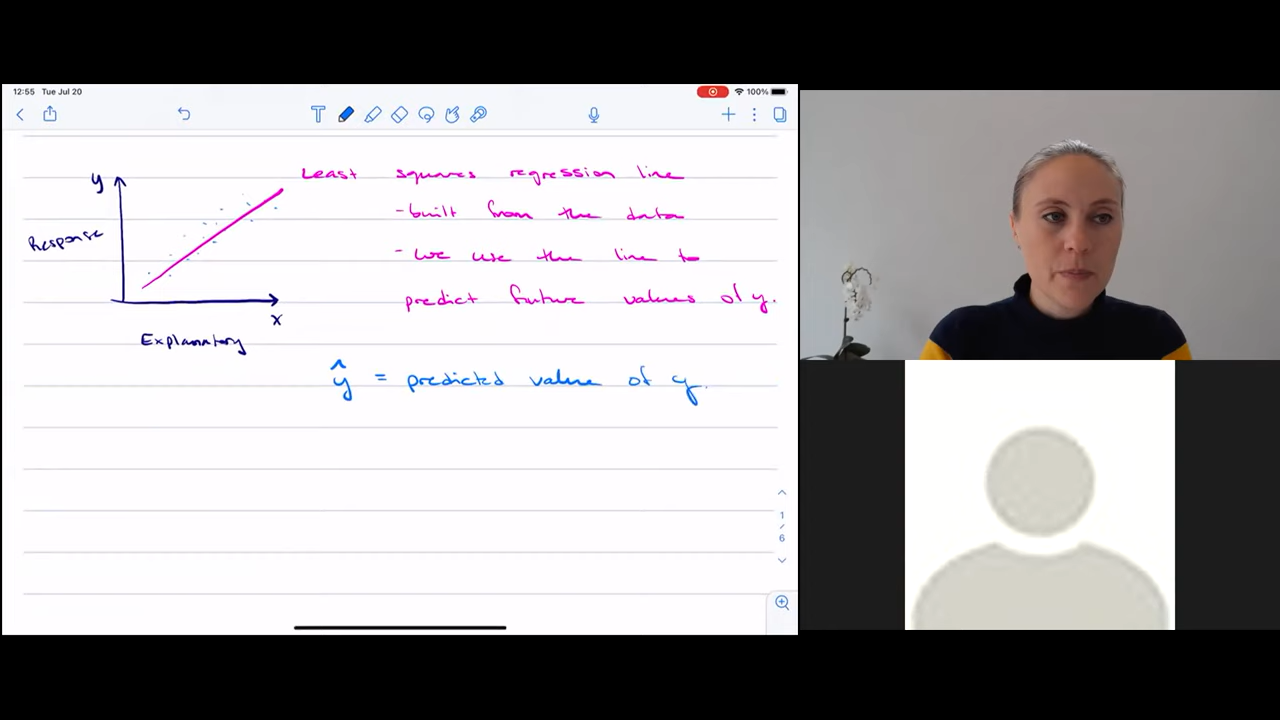 12:55 Tue Jul 20
100%
T
y
Response
x
Explanatory
Least squares regression line
- built from the data
- we use the line to
predict future values of y.
ŷ = predicted value of y.
1
/
6